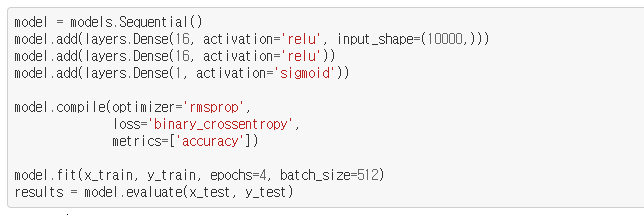 model = models.Sequential()
model.add(layers.Dense(16, activation='relu', input_shape=(10000,)))
model.add(layers.Dense(16, activation='relu'))
model.add(layers.Dense(1, activation='sigmoid'))
model.compile(optimizer='rmsprop',
loss='binary_crossentropy',
metrics=['accuracy'])
model.fit(x_train, y_train, epochs=4, batch_size=512)
results = model.evaluate(x_test, y_test)